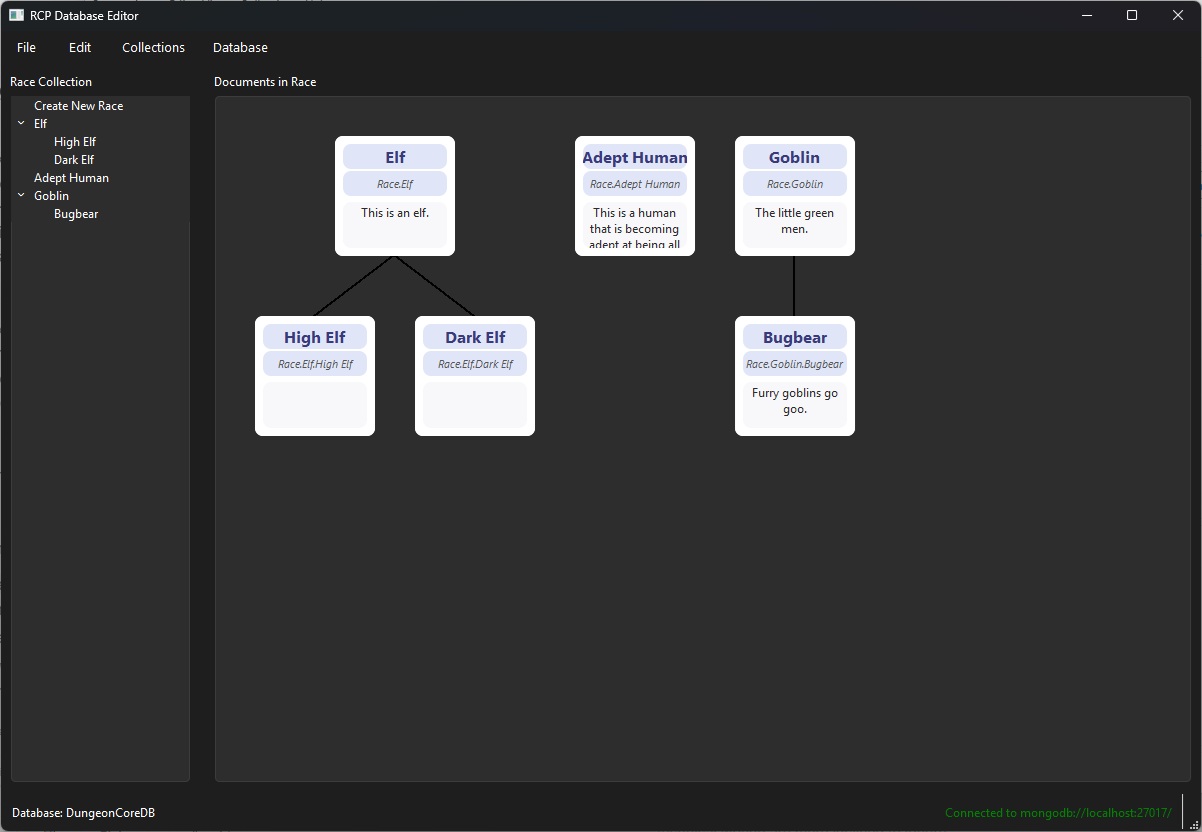 RCP Database Editor
File Edit Collections Database
Race Collection
Documents in Race
Create New Race
Elf
High Elf
Dark Elf
Adept Human
Goblin
Bugbear
Elf
Race.Elf
This is an elf.
Adept Human
Race.Adept Human
This is a human
that is becoming
adept at being all
Goblin
Race.Goblin
The little green
men.
High Elf
Race.Elf.High Elf
Dark Elf
Race.Elf.Dark Elf
Bugbear
Race.Goblin.Bugbear
Furry goblins go
goo.
Database: DungeonCoreDB
Connected to mongodb://localhost:27017/